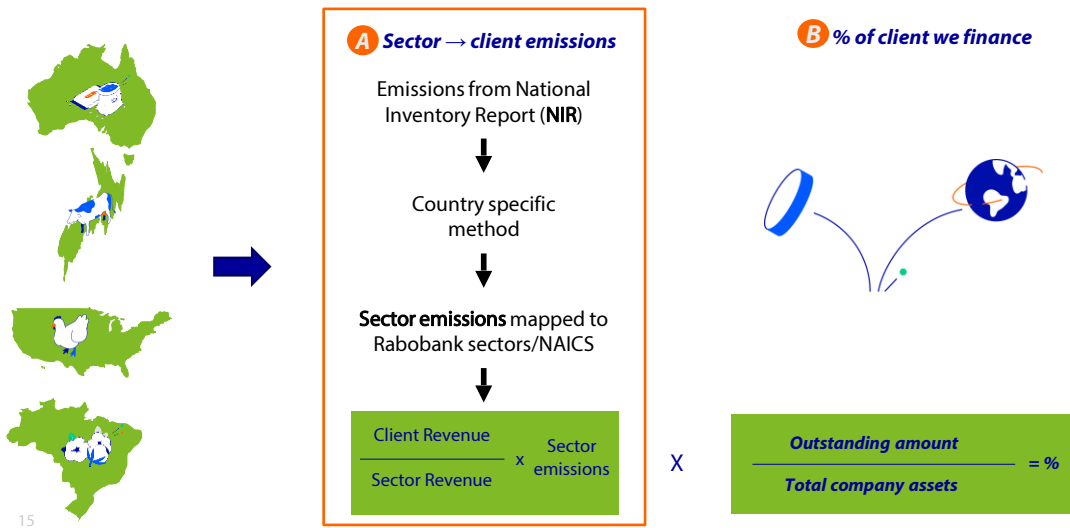 A Sector → client emissions
Emissions from National
Inventory Report (NIR)
Country specific
method
Sector emissions mapped to
Rabobank sectors/NAICS
Client Revenue
Sector Revenue
x
Sector
emissions
X
B % of client we finance
Outstanding amount
Total company assets
= %
15